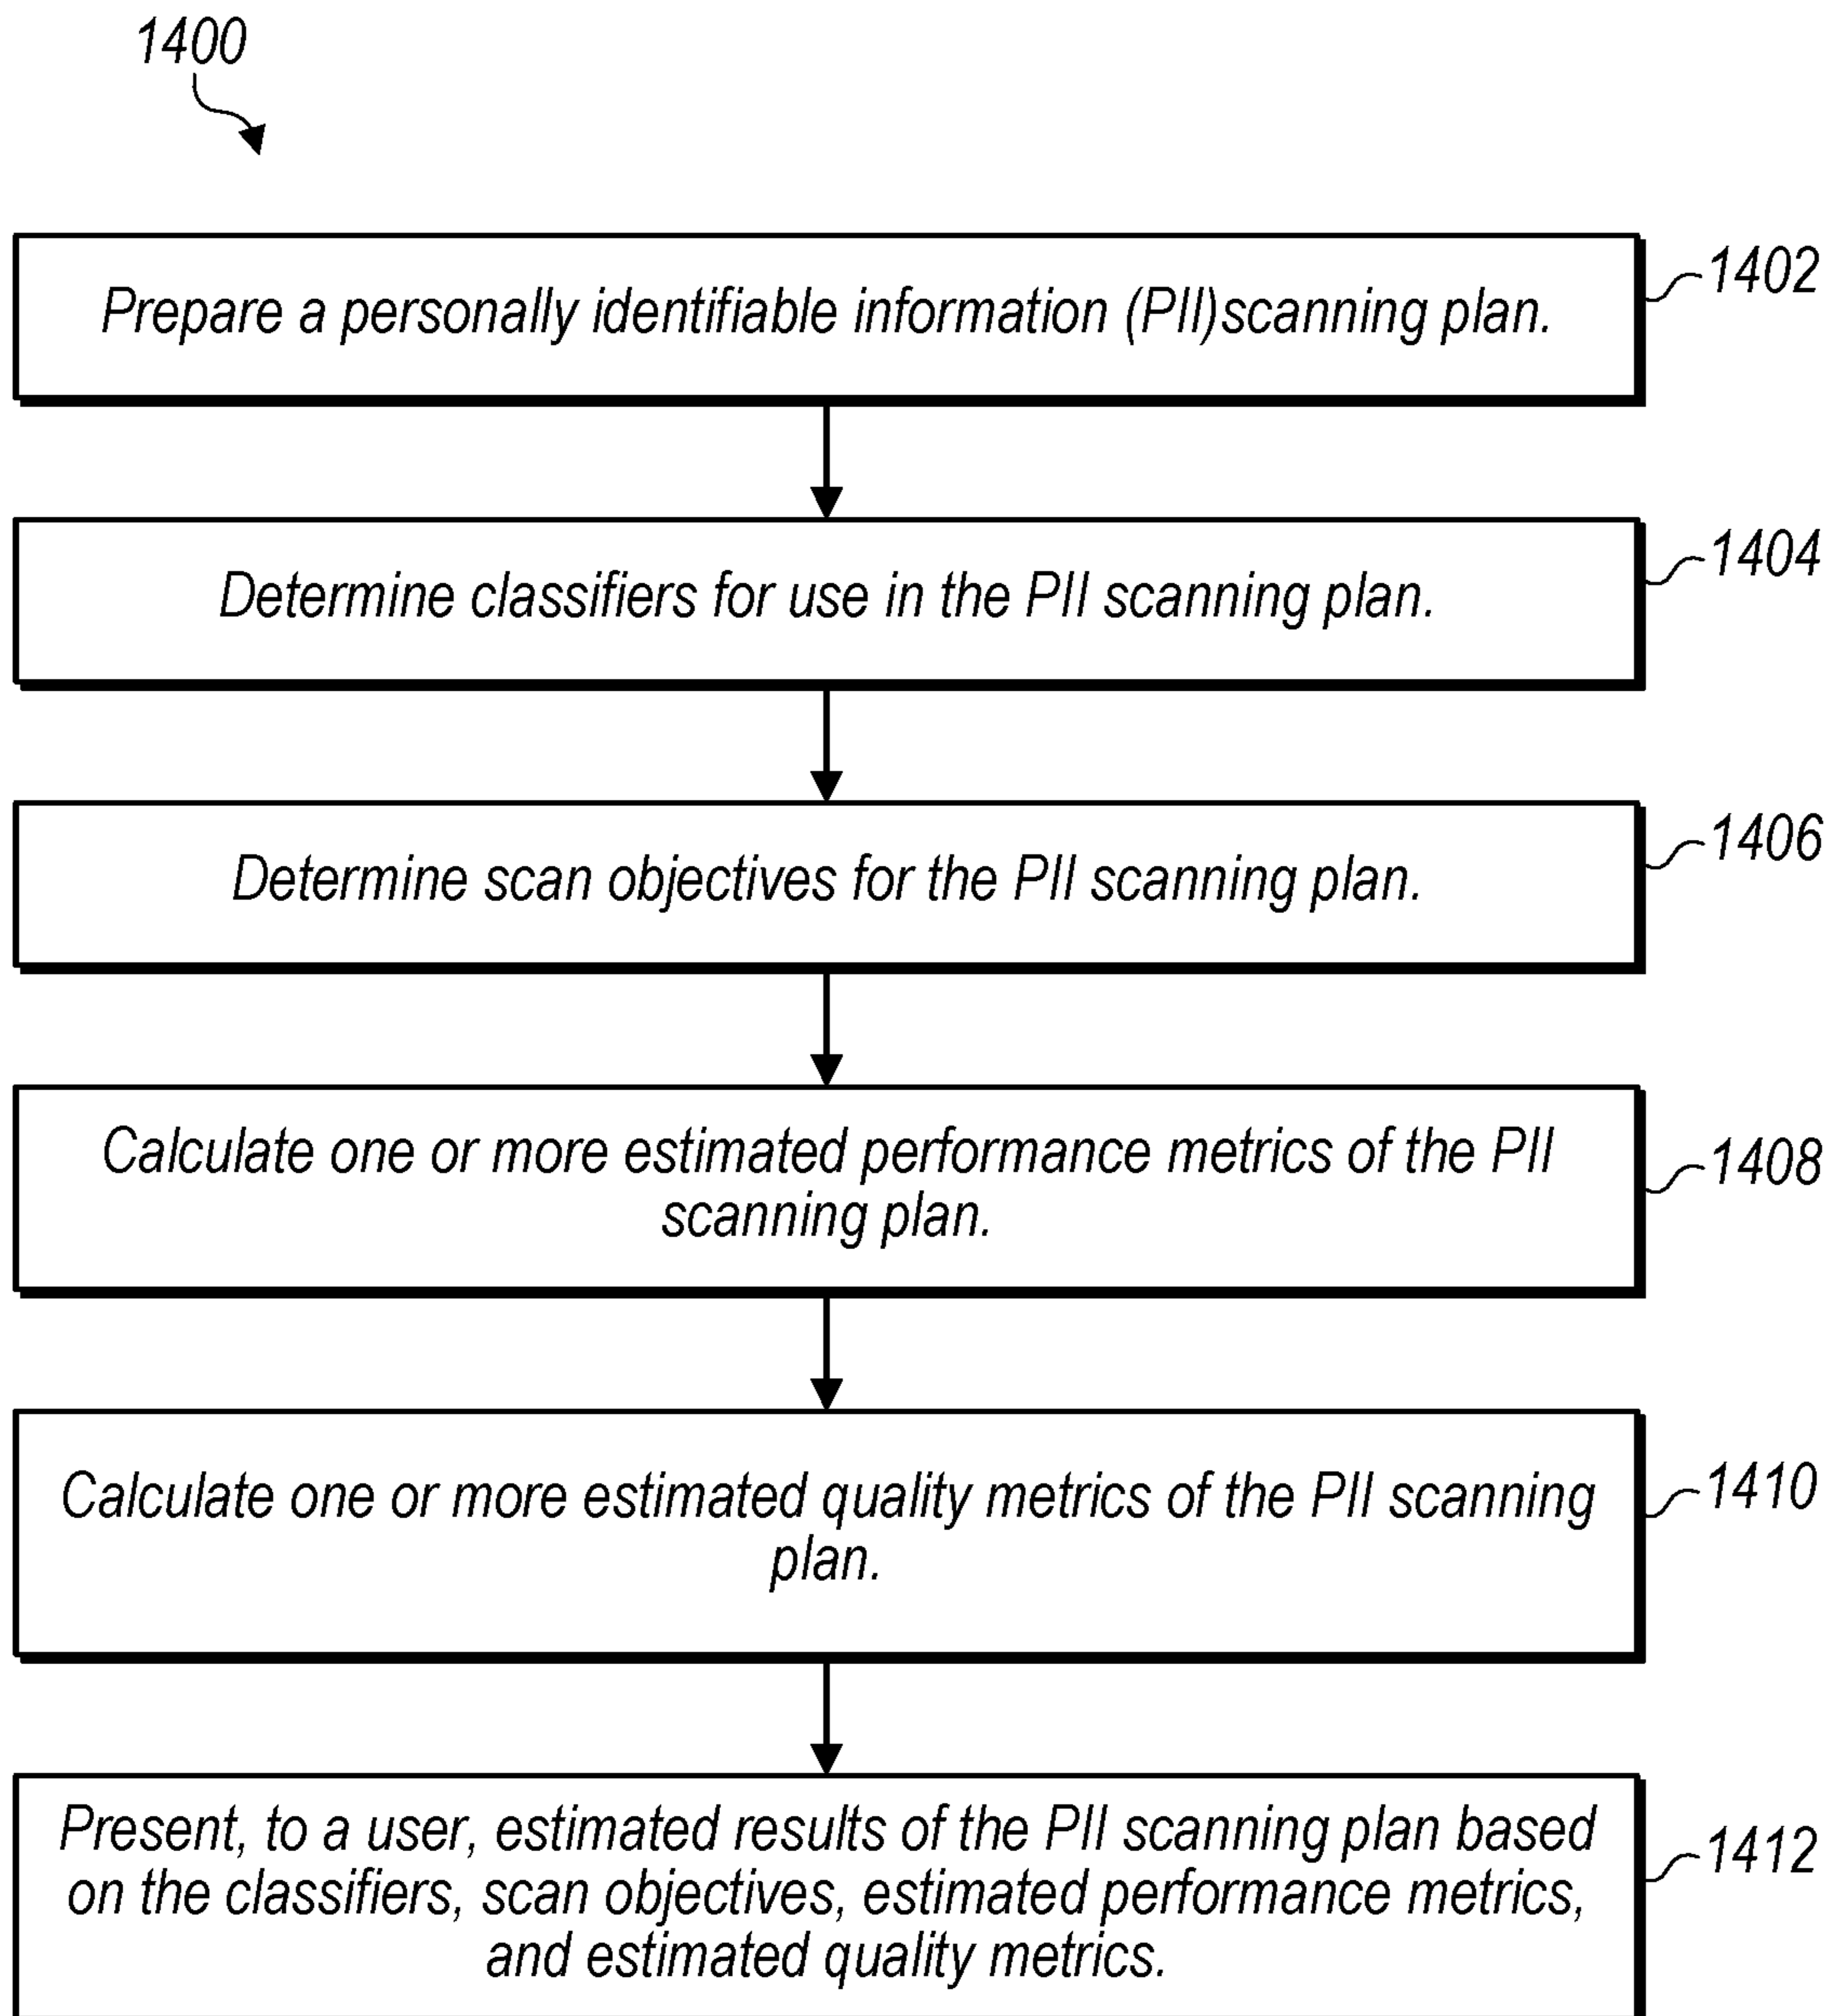 1400
Prepare a personally identifiable information (PII)scanning plan.
1402
Determine classifiers for use in the PII scanning plan.
1404
Determine scan objectives for the PII scanning plan.
1406
Calculate one or more estimated performance metrics of the PII
scanning plan.
1408
Calculate one or more estimated quality metrics of the PII scanning
plan.
1410
Present, to a user, estimated results of the PII scanning plan based
on the classifiers, scan objectives, estimated performance metrics,
and estimated quality metrics.
1412